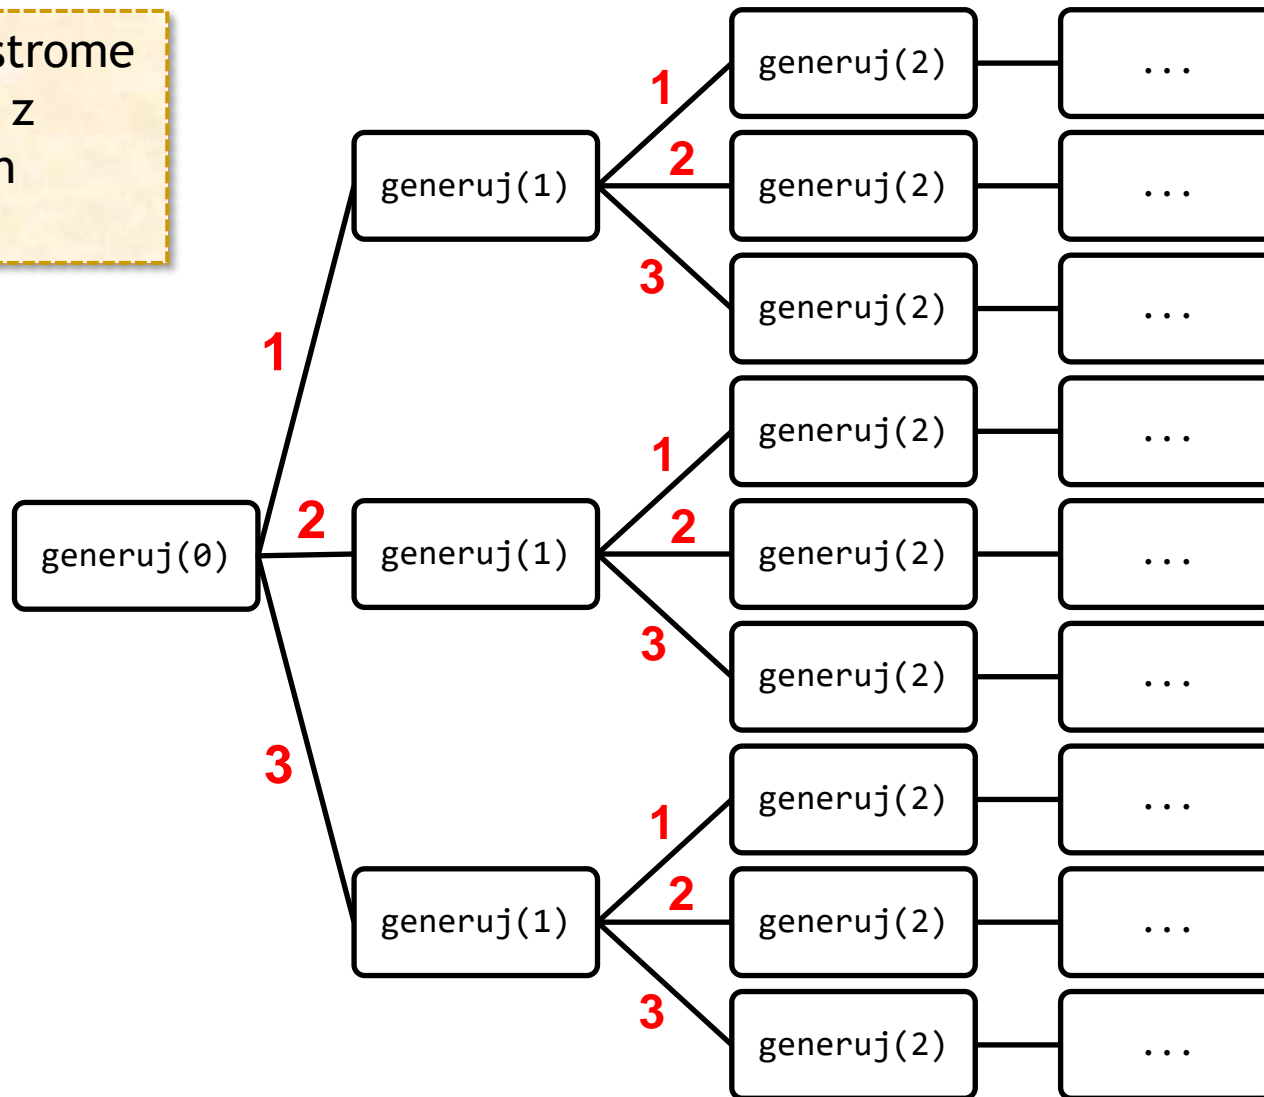 strome
z
generuj(2)
...
1
generuj(1)
2
generuj(2)
...
3
generuj(2)
...
1
generuj(2)
...
1
generuj(0)
2
generuj(1)
2
generuj(2)
...
3
generuj(2)
...
3
1
generuj(2)
...
generuj(1)
2
generuj(2)
...
3
generuj(2)
...